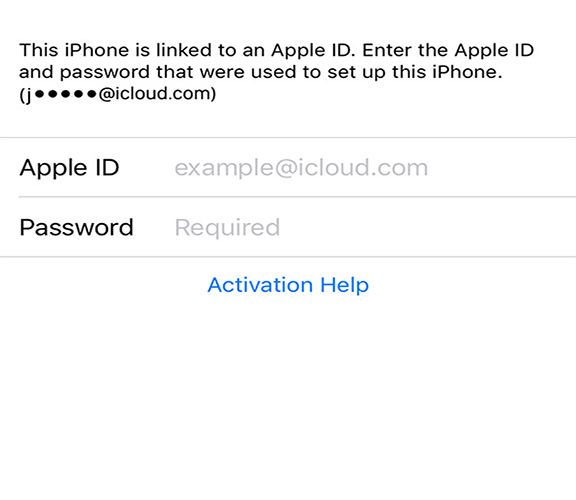 This iPhone is linked to an Apple ID. Enter the Apple ID
and password that were used to set up this iPhone.
(j●●●●●@icloud.com)
Apple ID example@icloud.com
Password Required
Activation Help